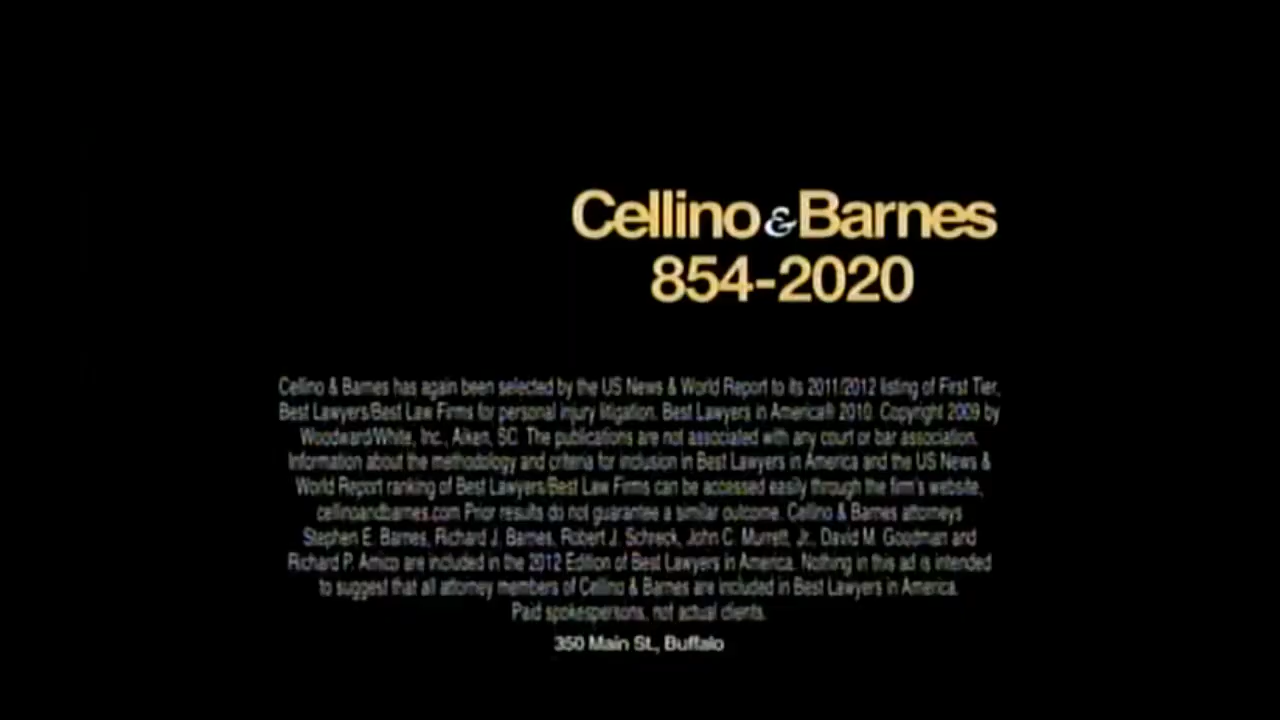 Cellino & Barnes
854-2020
Cellino & Barnes has again been selected by the US News & World Report to its 2011/2012 listing of First Tier,
Best Lawyers/Best Law Firms for personal injury litigation. Best Lawyers in America® 2010. Copyright 2009 by
Woodward/White, Inc., Aiken, SC. The publications are not associated with any court or bar association.
Information about the methodology and criteria for inclusion in Best Lawyers in America and the US News &
World Report ranking of Best Lawyers/Best Law Firms can be accessed easily through the firm's website,
cellinoandbarnes.com Prior results do not guarantee a similar outcome. Cellino & Barnes attorneys
Stephen E. Barnes, Richard J. Barnes, Robert J. Schreck, John C. Murrett, Jr., David M. Goodman and
Richard P. Amico are included in the 2012 Edition of Best Lawyers in America. Nothing in this ad is intended
to suggest that all attorney members of Cellino & Barnes are included in Best Lawyers in America.
Paid spokespersons, not actual clients.
350 Main St., Buffalo